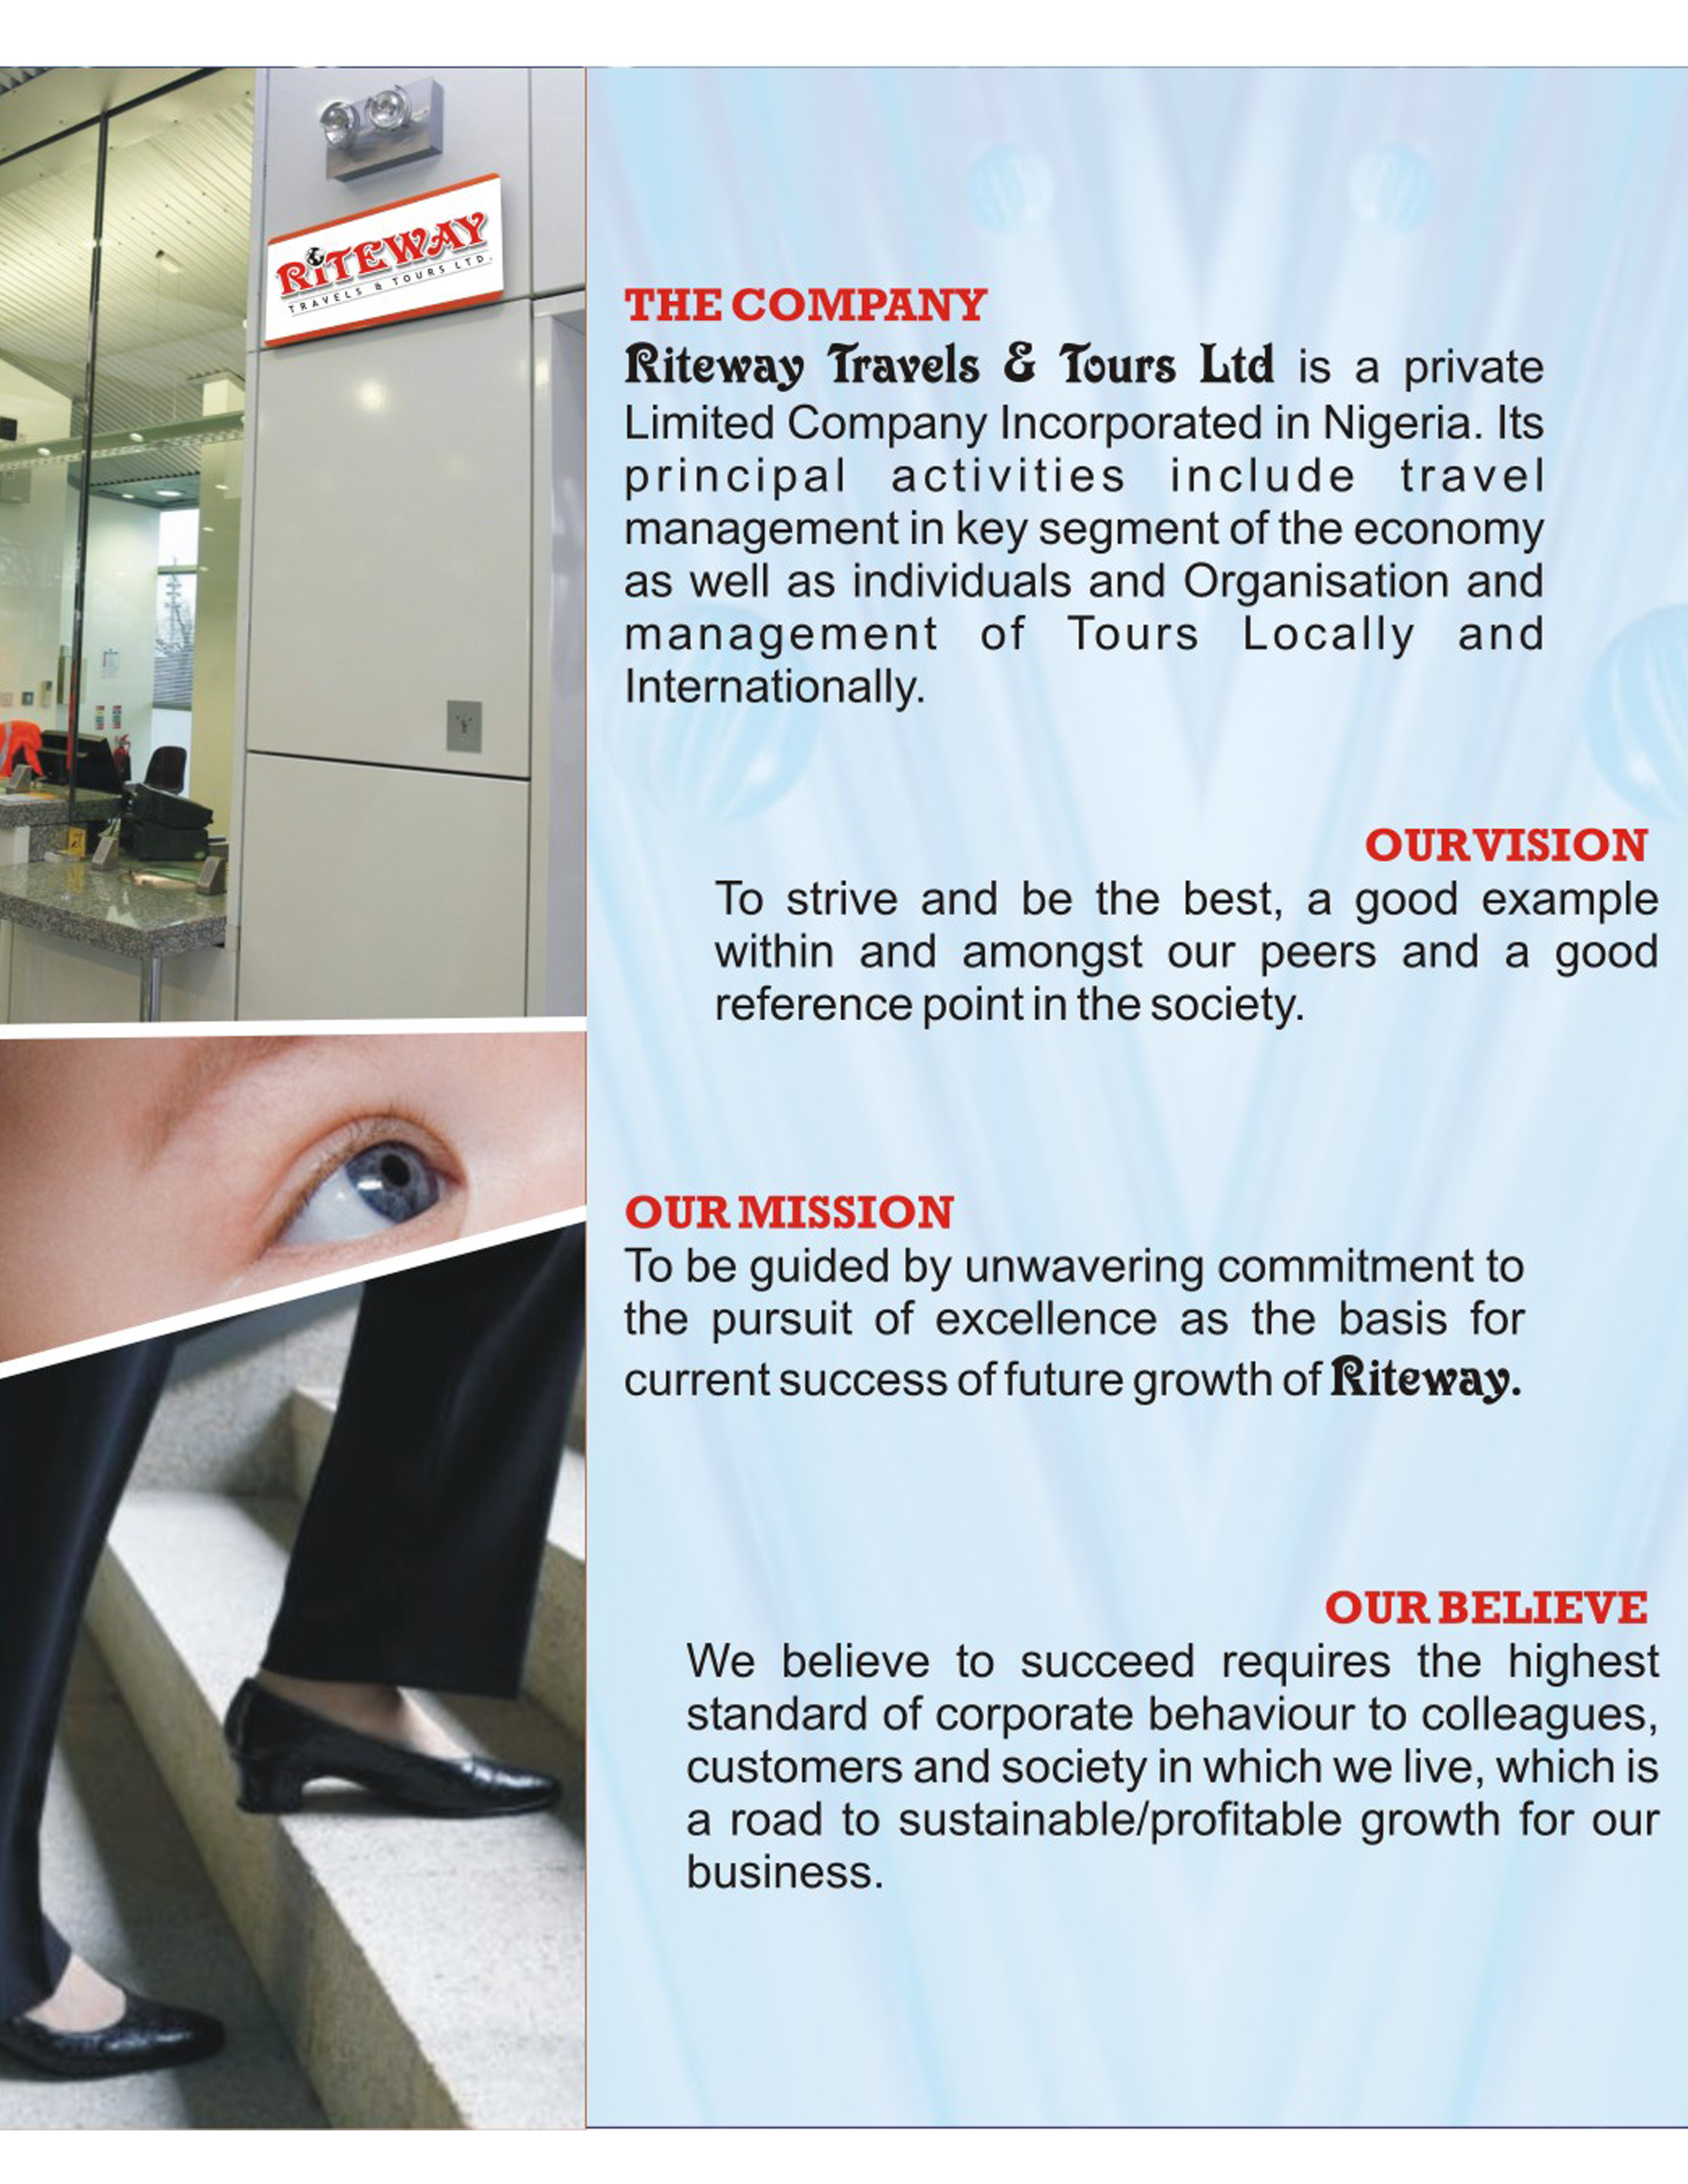 RiTEWAY
TRAVELS & TOURS LTD.
THE COMPANY
Riteway Travels & Tours Ltd is a private
Limited Company Incorporated in Nigeria. Its
principal activities include travel
management in key segment of the economy
as well as individuals and Organisation and
management of Tours Locally and
Internationally.
OUR VISION
To strive and be the best, a good example
within and amongst our peers and a good
reference point in the society.
OUR MISSION
To be guided by unwavering commitment to
the pursuit of excellence as the basis for
current success of future growth of Riteway.
OUR BELIEVE
We believe to succeed requires the highest
standard of corporate behaviour to colleagues,
customers and society in which we live, which is
a road to sustainable/profitable growth for our
business.